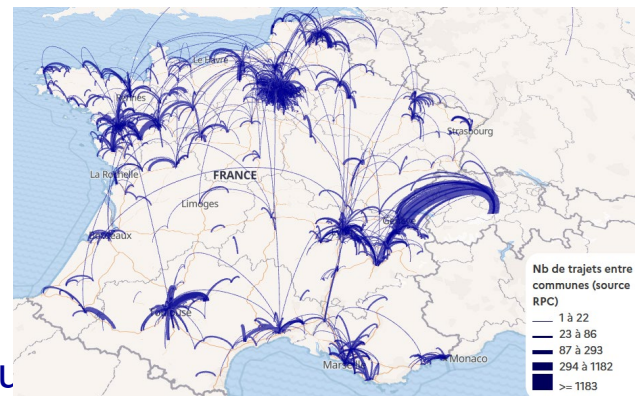 Le Havre
Rennes
Strasbourg
La Rochelle
FRANCE
Limoges
Bordeaux
Toulouse
Marseille
Monaco
Nb de trajets entre
communes (source
RPC)
1 à 22
23 à 86
87 à 293
294 à 1182
>= 1183